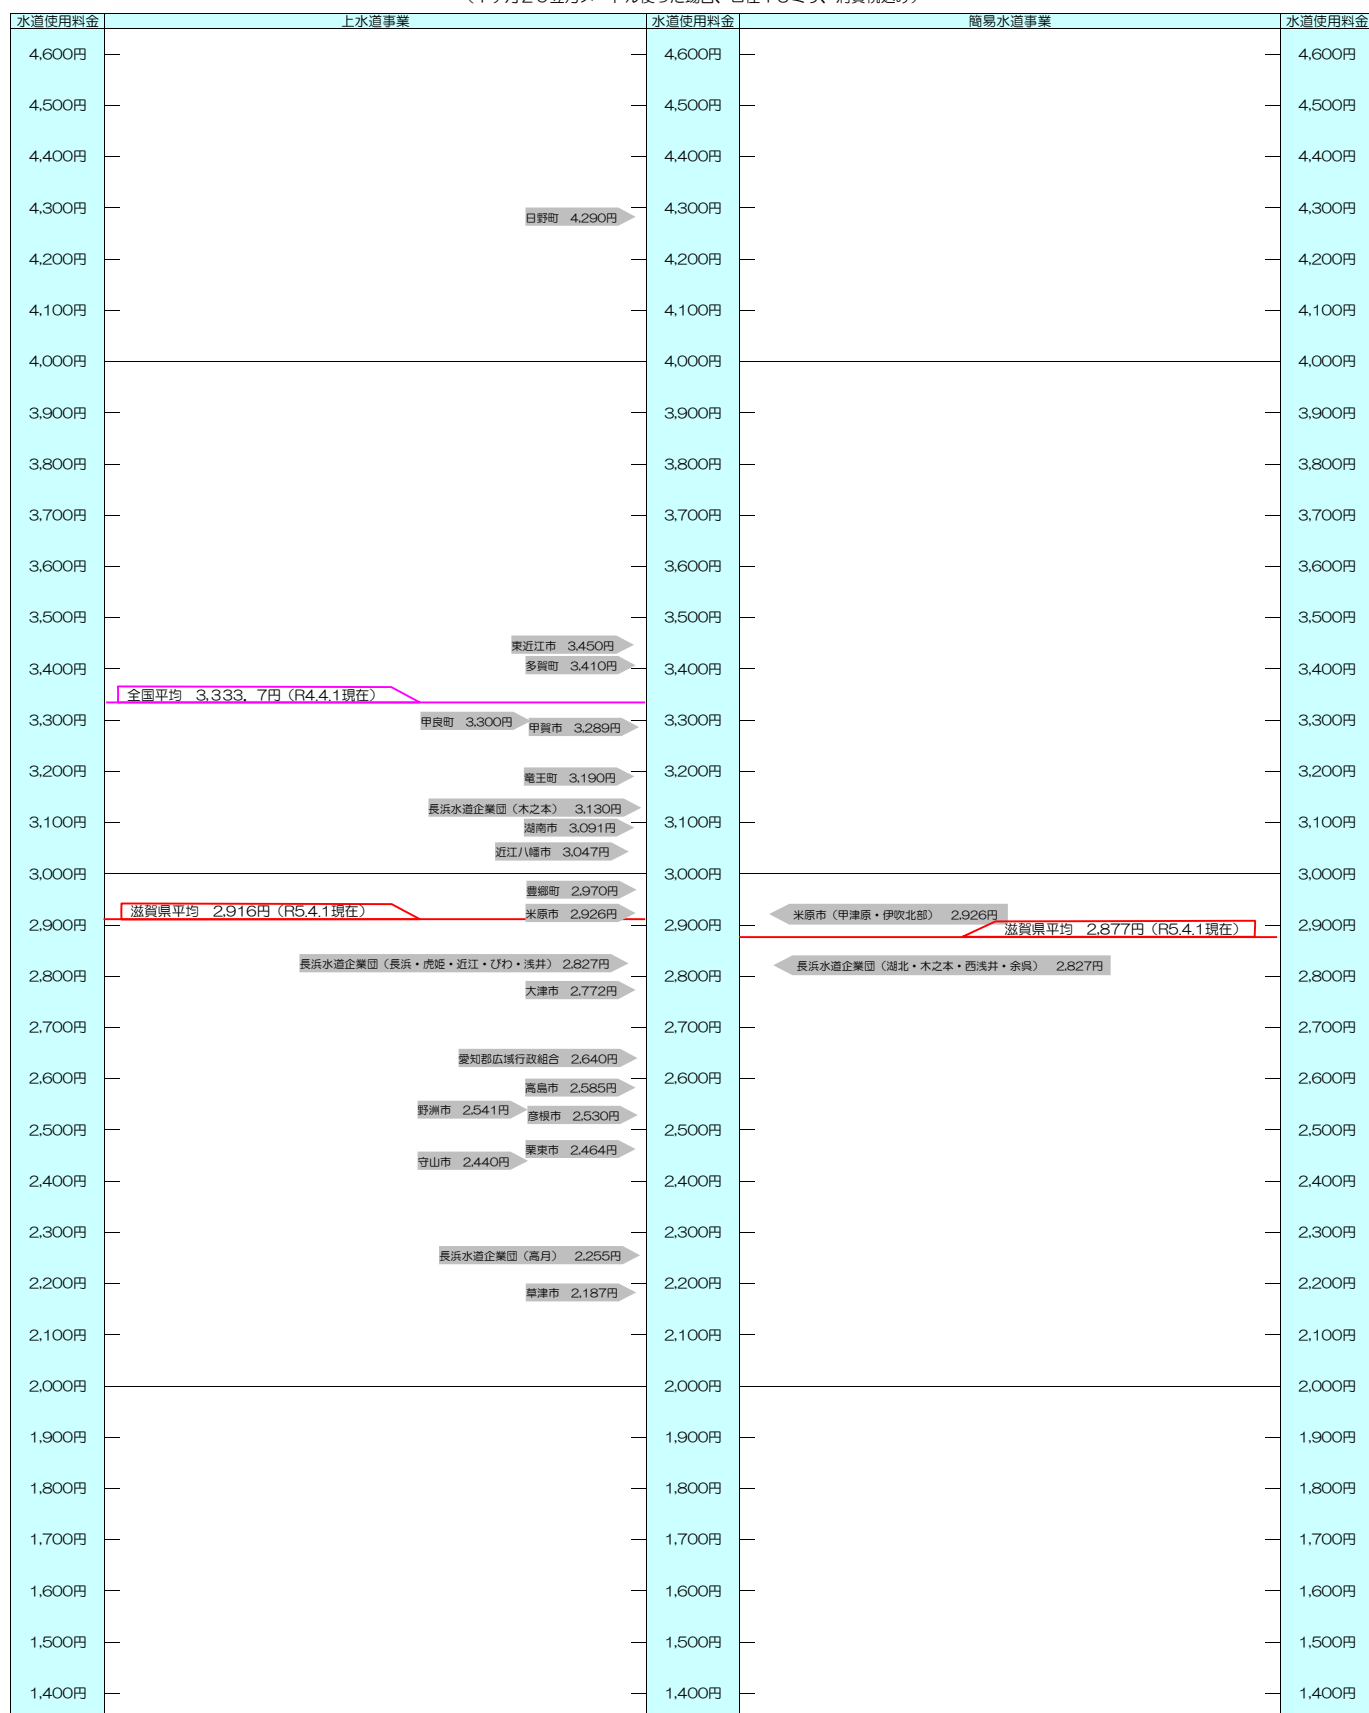 水道使用料金 上水道事業 水道使用料金 簡易水道事業 水道使用料金
4,600円 4,600円 4,600円
4,500円 4,500円 4,500円
4,400円 4,400円 4,400円
4,300円 4,300円 4,300円
日野町 4,290円
4,200円 4,200円 4,200円
4,100円 4,100円 4,100円
4,000円 4,000円 4,000円
3,900円 3,900円 3,900円
3,800円 3,800円 3,800円
3,700円 3,700円 3,700円
3,600円 3,600円 3,600円
3,500円 3,500円 3,500円
東近江市 3,450円
多賀町 3,410円
3,400円 3,400円 3,400円
全国平均 3,333．7円（R4.4.1現在）
3,300円 3,300円 3,300円
甲良町 3,300円
甲賀市 3,289円
3,200円 3,200円 3,200円
竜王町 3,190円
長浜水道企業団（木之本） 3,130円
3,100円 3,100円 3,100円
湖南市 3,091円
近江八幡市 3,047円
3,000円 3,000円 3,000円
豊郷町 2,970円
滋賀県平均 2,916円（R5.4.1現在）
米原市 2,926円
米原市（甲津原・伊吹北部） 2,926円
2,900円 2,900円 2,900円
滋賀県平均 2,877円（R5.4.1現在）
長浜水道企業団（長浜・虎姫・近江・びわ・浅井） 2,827円
長浜水道企業団（湖北・木之本・西浅井・余呉） 2,827円
2,800円 2,800円 2,800円
大津市 2,772円
2,700円 2,700円 2,700円
愛知郡広域行政組合 2,640円
2,600円 2,600円 2,600円
高島市 2,585円
野洲市 2,541円
彦根市 2,530円
2,500円 2,500円 2,500円
栗東市 2,464円
守山市 2,440円
2,400円 2,400円 2,400円
2,300円 2,300円 2,300円
長浜水道企業団（高月） 2,255円
2,200円 2,200円 2,200円
草津市 2,187円
2,100円 2,100円 2,100円
2,000円 2,000円 2,000円
1,900円 1,900円 1,900円
1,800円 1,800円 1,800円
1,700円 1,700円 1,700円
1,600円 1,600円 1,600円
1,500円 1,500円 1,500円
1,400円 1,400円 1,400円